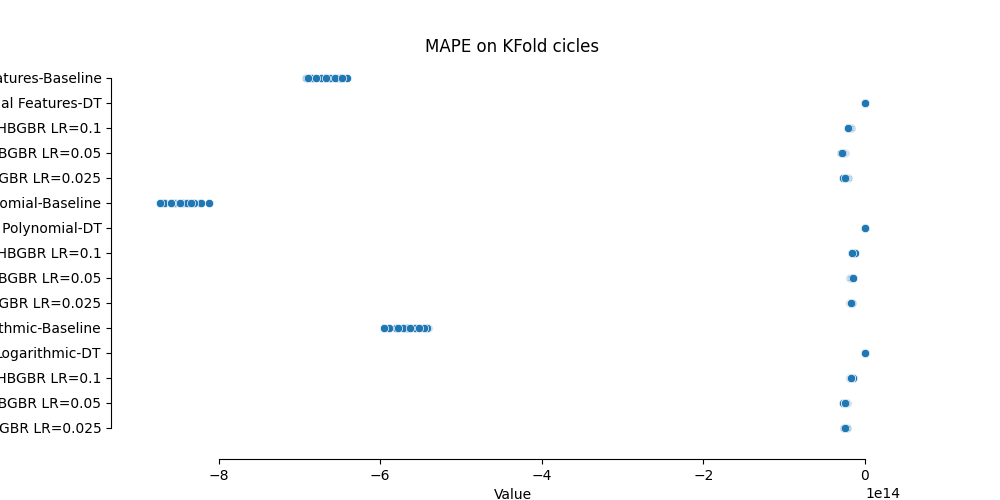 MAPE on KFold cicles
atures-Baseline
al Features-DT
HBGBR LR=0.1
BGBR LR=0.05
GBR LR=0.025
omial-Baseline
Polynomial-DT
HBGBR LR=0.1
BGBR LR=0.05
GBR LR=0.025
thmic-Baseline
Logarithmic-DT
HBGBR LR=0.1
BGBR LR=0.05
GBR LR=0.025
−8 −6 −4 −2 0
1e14
Value